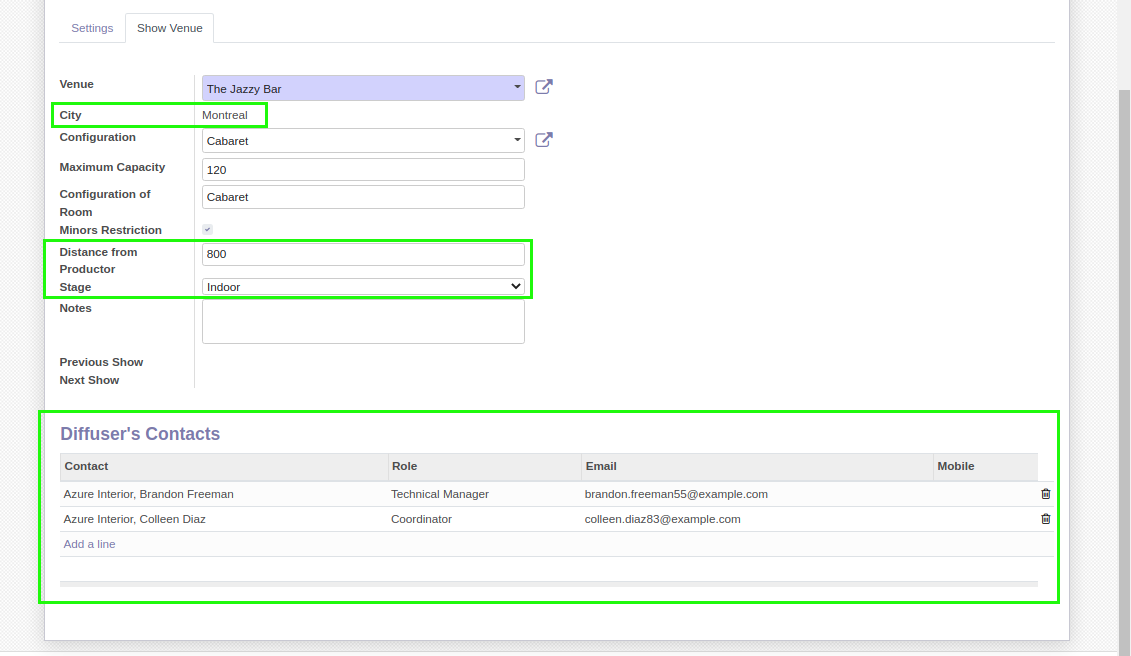 Settings Show Venue
Venue The Jazzy Bar
City Montreal
Configuration Cabaret
Maximum Capacity 120
Configuration of
Room Cabaret
Minors Restriction
Distance from
Productor 800
Stage Indoor
Notes
Previous Show
Next Show
Diffuser's Contacts
Contact Role Email Mobile
Azure Interior, Brandon Freeman Technical Manager brandon.freeman55@example.com
Azure Interior, Colleen Diaz Coordinator colleen.diaz83@example.com
Add a line